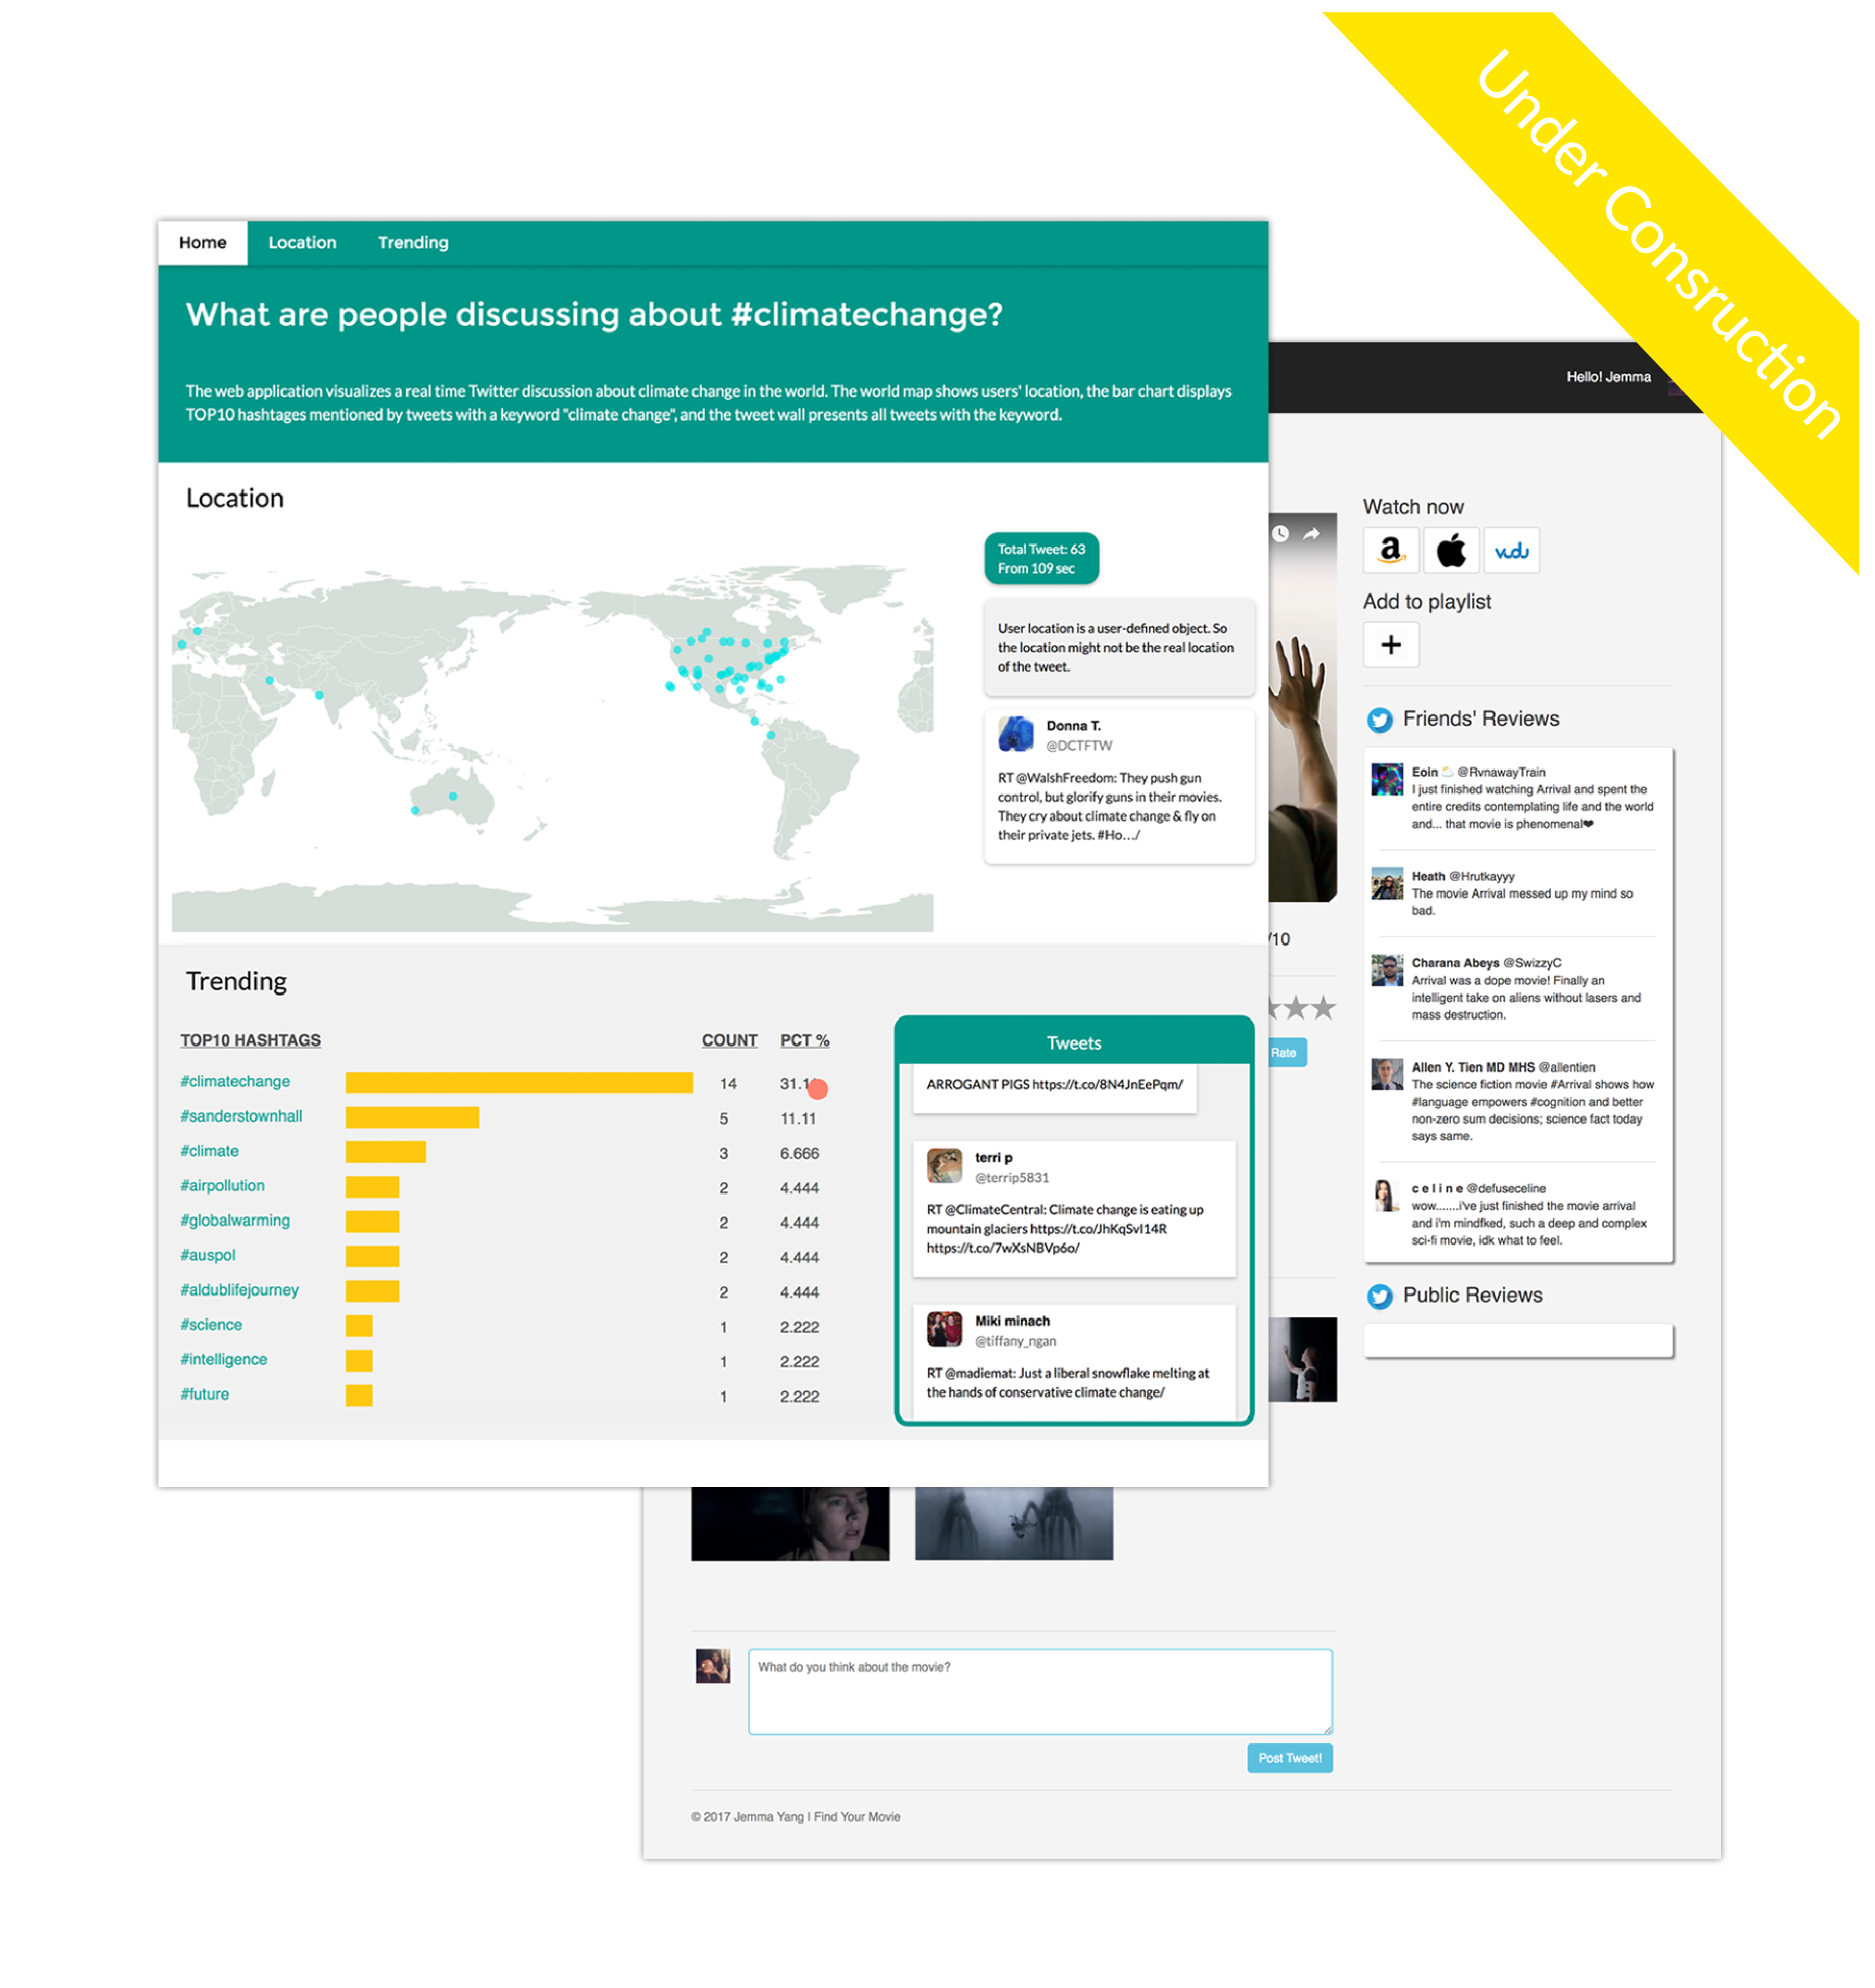 Under Consruction
Home Location Trending
What are people discussing about #climatechange?
The web application visualizes a real time Twitter discussion about climate change in the world. The world map shows users' location, the bar chart displays
TOP10 hashtages mentioned by tweets with a keyword "climate change", and the tweet wall presents all tweets with the keyword.
Location
Total Tweet: 63
From 109 sec
User location is a user-defined object. So
the location might not be the real location
of the tweet.
Donna T.
@DCTFTW
RT @WalshFreedom: They push gun
control, but glorify guns in their movies.
They cry about climate change & fly on
their private jets. #Ho.../
Trending
TOP10 HASHTAGS COUNT PCT %
#climatechange 14 31.1
#sanderstownhall 5 11.11
#climate 3 6.666
#airpollution 2 4.444
#globalwarming 2 4.444
#auspol 2 4.444
#aldublifejourney 2 4.444
#science 1 2.222
#intelligence 1 2.222
#future 1 2.222
Tweets
ARROGANT PIGS https://t.co/8N4JnEePqm/
terri p
@terrip5831
RT @ClimateCentral: Climate change is eating up
mountain glaciers https://t.co/JhKqSvI14R
https://t.co/7wXsNBVp6o/
Miki minach
@tiffany_ngan
RT @madiemat: Just a liberal snowflake melting at
the hands of conservative climate change/
Hello! Jemma
/10
Rate
Watch now
a
vudu
Add to playlist
+
Friends' Reviews
Eoin @RvnawayTrain
I just finished watching Arrival and spent the
entire credits contemplating life and the world
and... that movie is phenomenal❤
Heath @Hrutkayyy
The movie Arrival messed up my mind so
bad.
Charana Abeys @SwizzyC
Arrival was a dope movie! Finally an
intelligent take on aliens without lasers and
mass destruction.
Allen Y. Tien MD MHS @allentien
The science fiction movie #Arrival shows how
#language empowers #cognition and better
non-zero sum decisions; science fact today
says same.
c e l i n e @defuseceline
wow.......i've just finished the movie arrival
and i'm mindfked, such a deep and complex
sci-fi movie, idk what to feel.
Public Reviews
What do you think about the movie?
Post Tweet!
© 2017 Jemma Yang | Find Your Movie